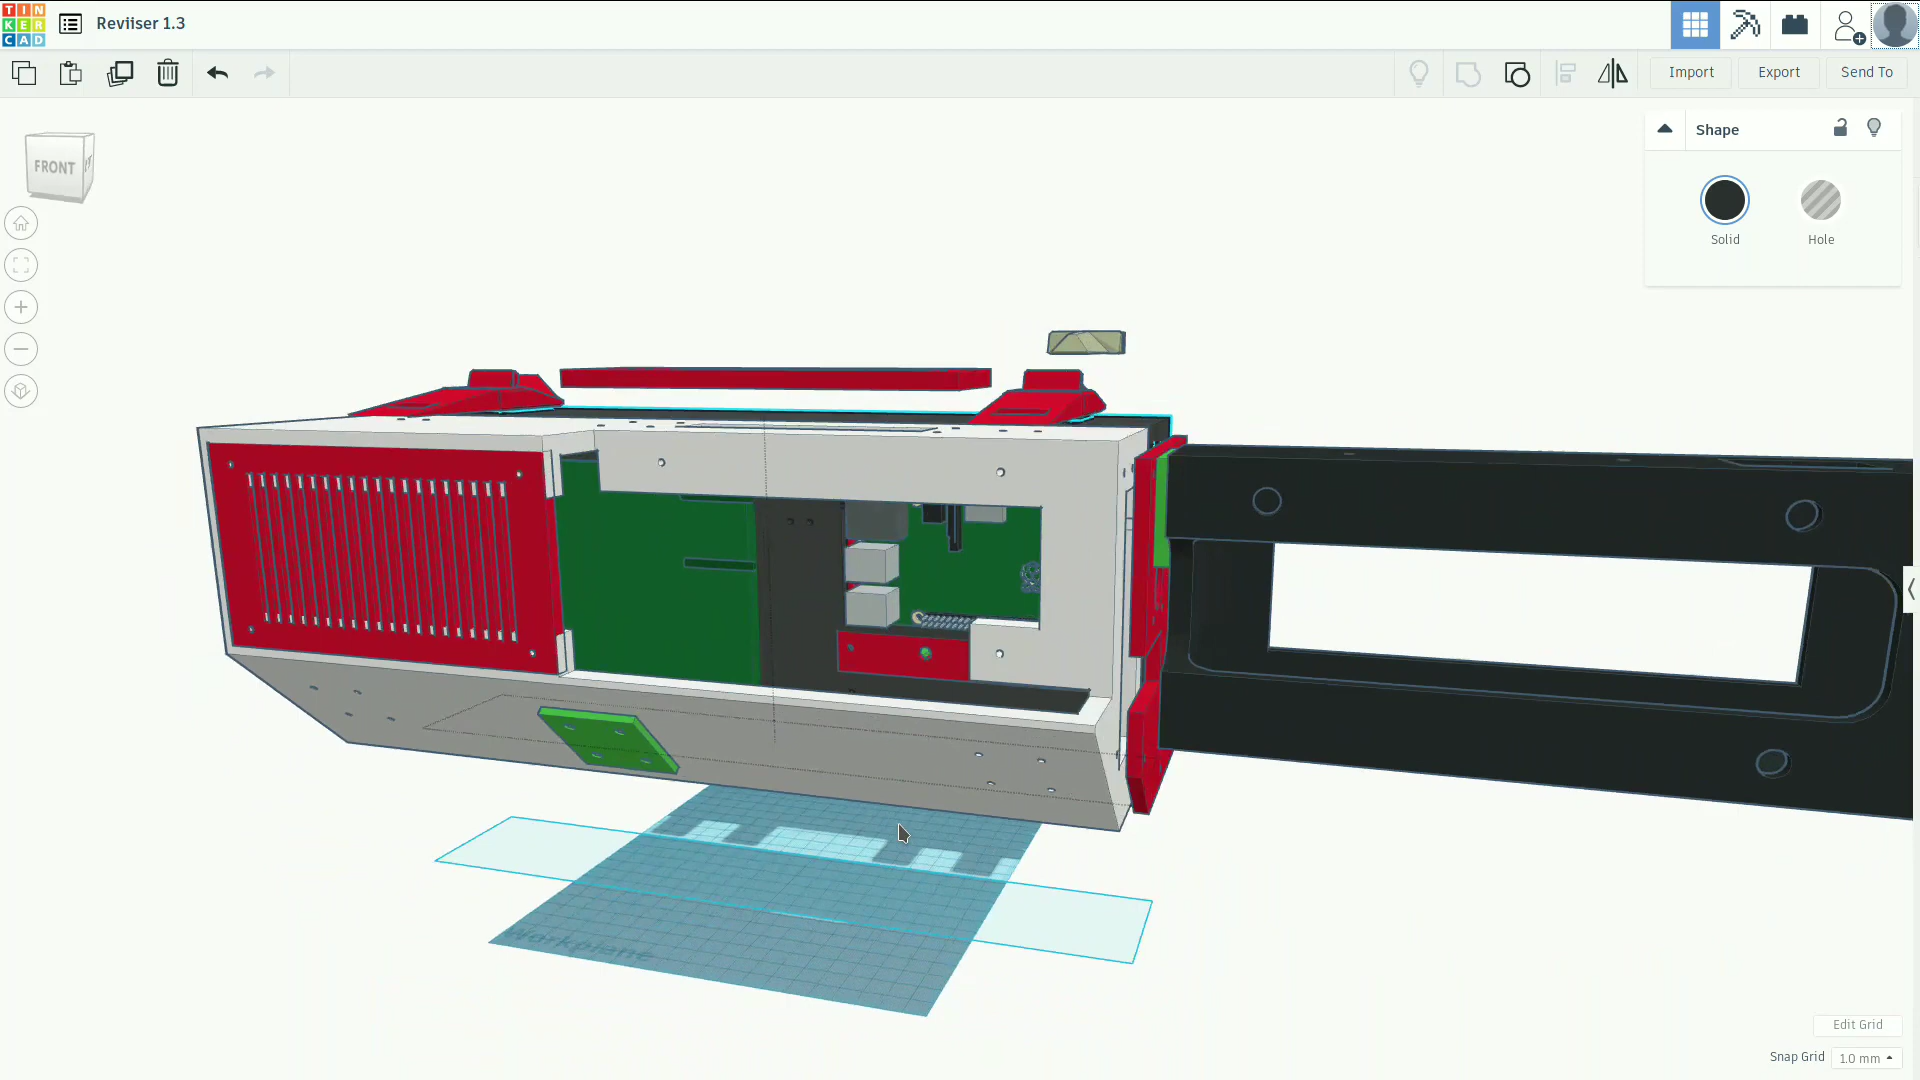 TIN
KER
CAD
Reviiser 1.3
Import
Export
Send To
Shape
FRONT
Solid
Hole
Workplane
Edit Grid
Snap Grid
1.0 mm